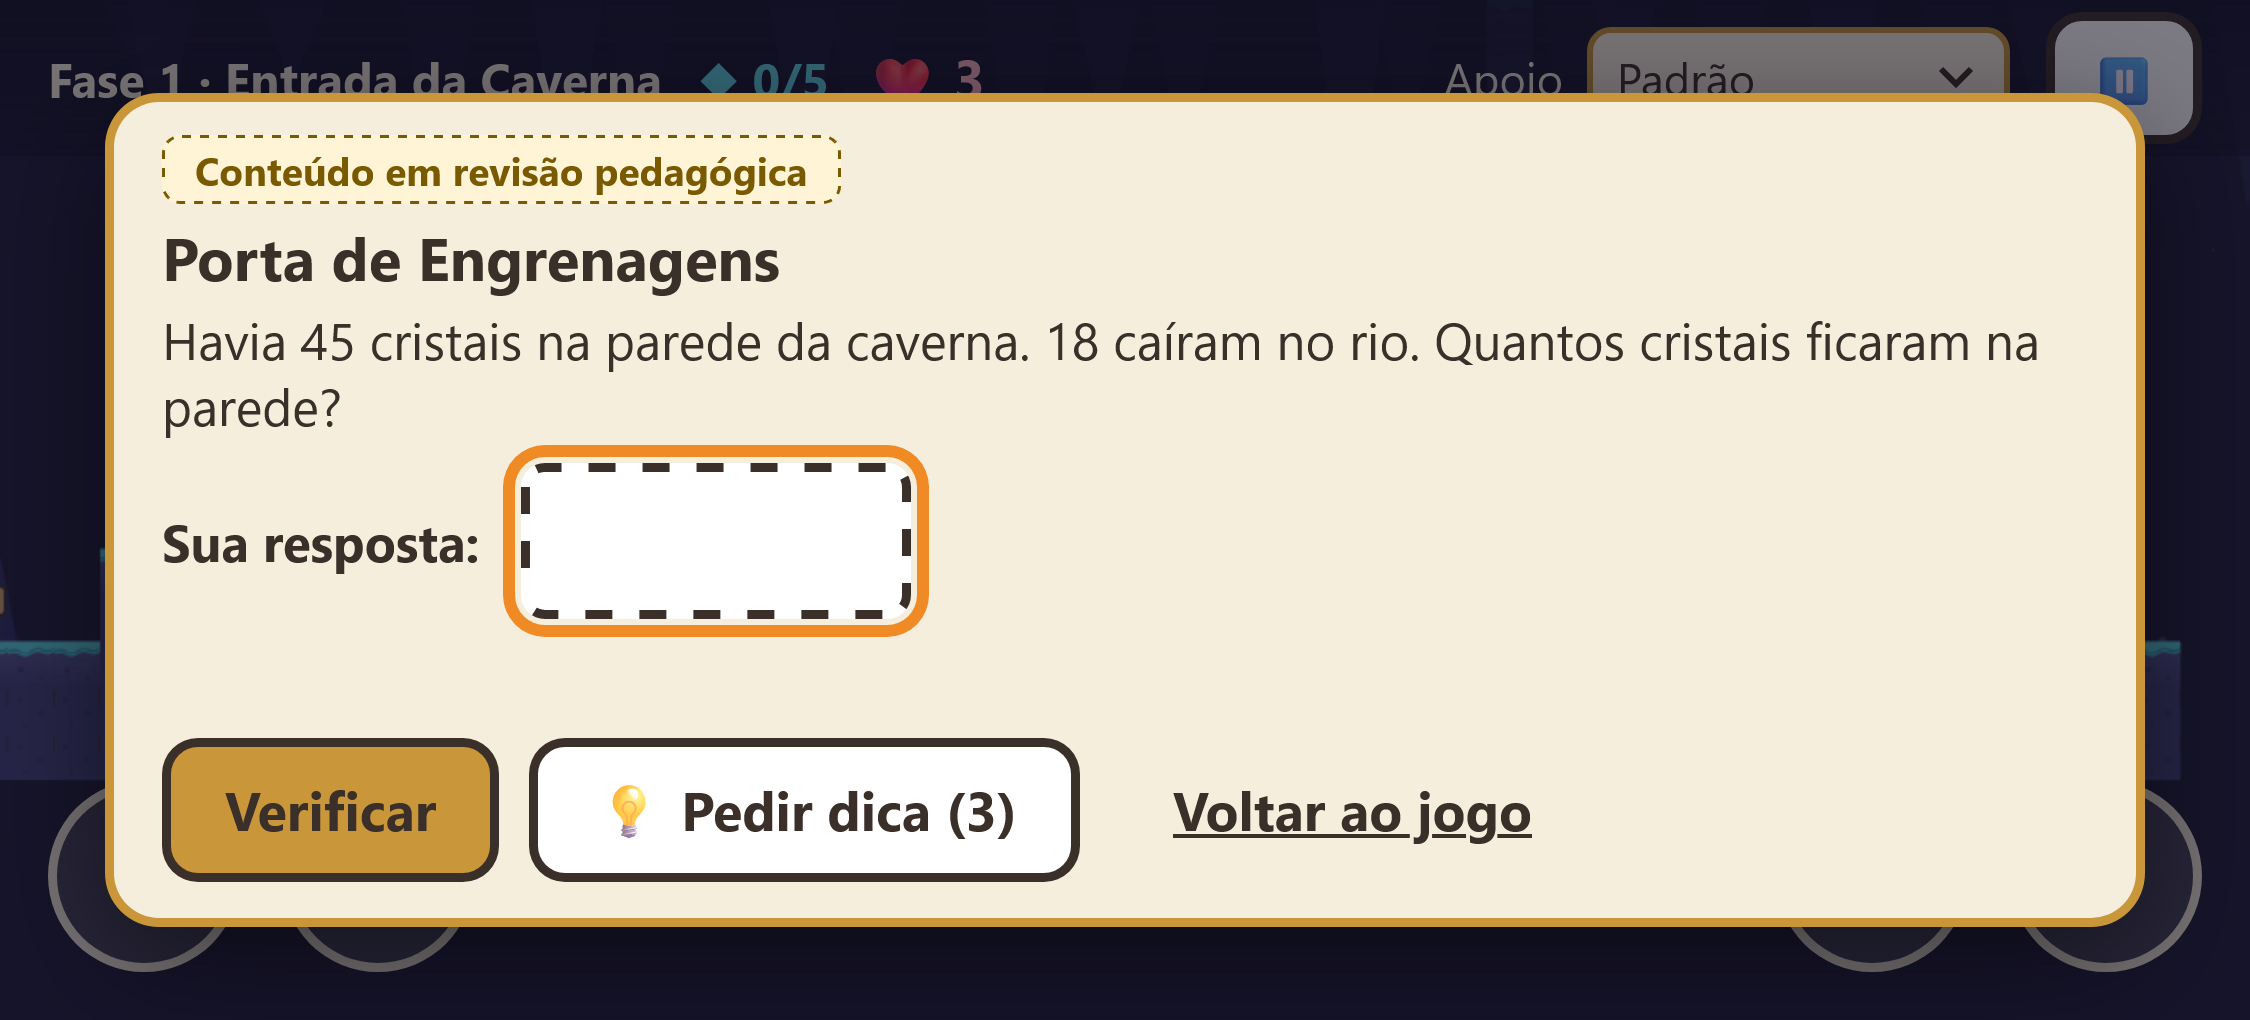 Fase 1 · Entrada da Caverna 0/5 3 Apoio Padrão
Conteúdo em revisão pedagógica
Porta de Engrenagens
Havia 45 cristais na parede da caverna. 18 caíram no rio. Quantos cristais ficaram na
parede?
Sua resposta:
Verificar Pedir dica (3) Voltar ao jogo